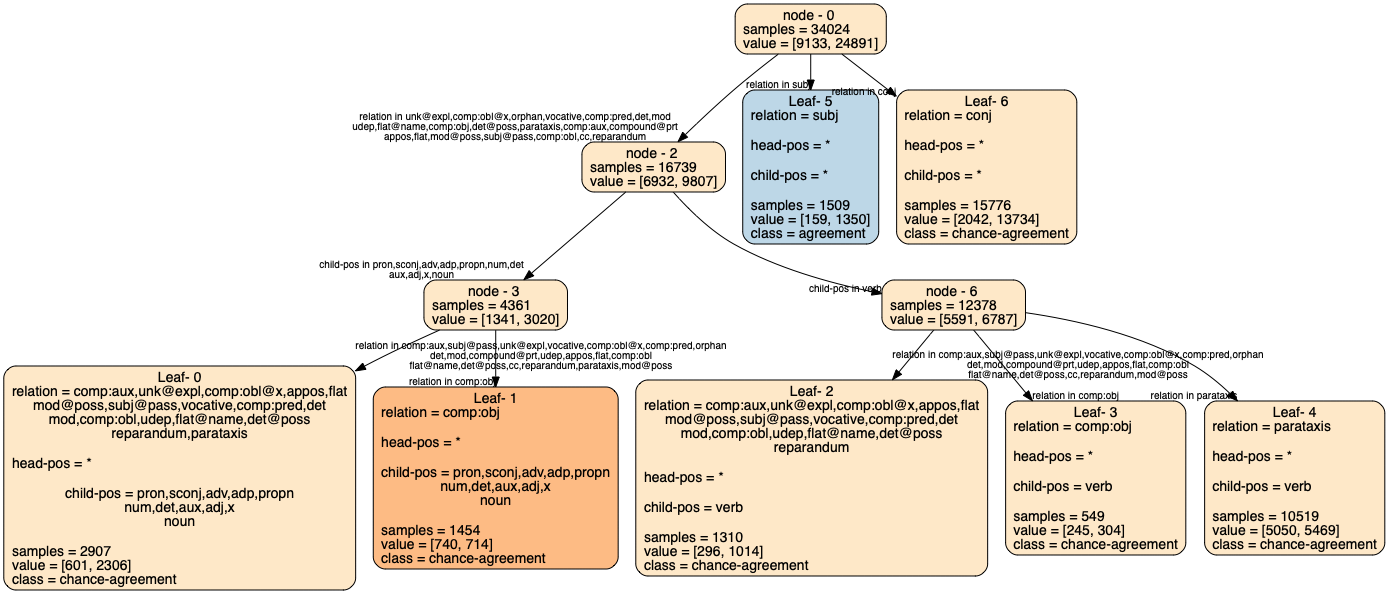 node - 0
samples = 34024
value = [9133, 24891]
relation in subj
relation in conj
relation in unk@expl,comp:obl@x,orphan,vocative,comp:pred,det,mod
udep,flat@name,comp:obj,det@poss,parataxis,comp:aux,compound@prt
appos,flat,mod@poss,subj@pass,comp:obl,cc,reparandum
Leaf- 5
relation = subj
head-pos = *
child-pos = *
samples = 1509
value = [159, 1350]
class = agreement
Leaf- 6
relation = conj
head-pos = *
child-pos = *
samples = 15776
value = [2042, 13734]
class = chance-agreement
node - 2
samples = 16739
value = [6932, 9807]
child-pos in pron,sconj,adv,adp,propn,num,det
aux,adj,x,noun
child-pos in verb
node - 3
samples = 4361
value = [1341, 3020]
node - 6
samples = 12378
value = [5591, 6787]
relation in comp:aux,subj@pass,unk@expl,vocative,comp:obl@x,comp:pred,orphan
det,mod,compound@prt,udep,appos,flat,comp:obl
flat@name,det@poss,cc,reparandum,parataxis,mod@poss
relation in comp:obj
relation in comp:aux,subj@pass,unk@expl,vocative,comp:obl@x,comp:pred,orphan
det,mod,compound@prt,udep,appos,flat,comp:obl
flat@name,det@poss,cc,reparandum,mod@poss
relation in comp:obj
relation in parataxis
Leaf- 0
relation = comp:aux,unk@expl,comp:obl@x,appos,flat
mod@poss,subj@pass,vocative,comp:pred,det
mod,comp:obl,udep,flat@name,det@poss
reparandum,parataxis
head-pos = *
child-pos = pron,sconj,adv,adp,propn
num,det,aux,adj,x
noun
samples = 2907
value = [601, 2306]
class = chance-agreement
Leaf- 1
relation = comp:obj
head-pos = *
child-pos = pron,sconj,adv,adp,propn
num,det,aux,adj,x
noun
samples = 1454
value = [740, 714]
class = chance-agreement
Leaf- 2
relation = comp:aux,unk@expl,comp:obl@x,appos,flat
mod@poss,subj@pass,vocative,comp:pred,det
mod,comp:obl,udep,flat@name,det@poss
reparandum
head-pos = *
child-pos = verb
samples = 1310
value = [296, 1014]
class = chance-agreement
Leaf- 3
relation = comp:obj
head-pos = *
child-pos = verb
samples = 549
value = [245, 304]
class = chance-agreement
Leaf- 4
relation = parataxis
head-pos = *
child-pos = verb
samples = 10519
value = [5050, 5469]
class = chance-agreement